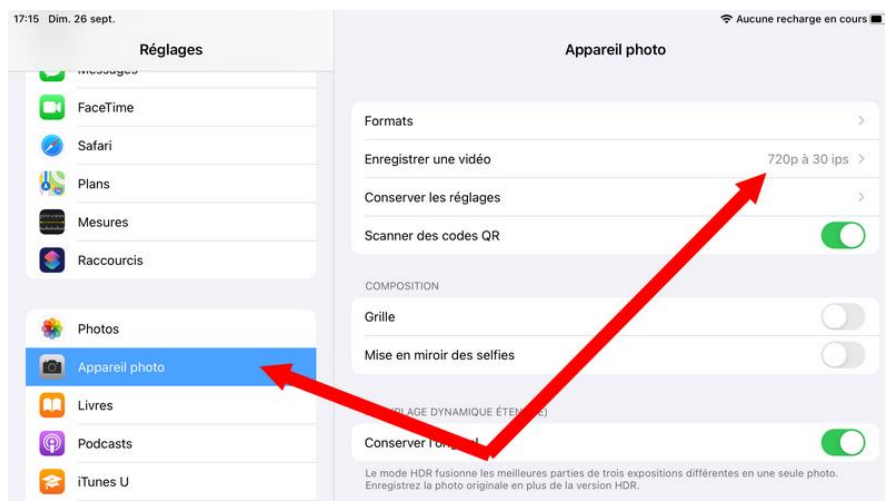 17:15 Dim. 26 sept.
Aucune recharge en cours
Réglages
Messages
FaceTime
Safari
Plans
Mesures
Raccourcis
Photos
Appareil photo
Livres
Podcasts
iTunes U
Appareil photo
Formats
Enregistrer une vidéo 720p à 30 ips
Conserver les réglages
Scanner des codes QR
COMPOSITION
Grille
Mise en miroir des selfies
DYNAMIQUE
Conserver l'original
Le mode HDR fusionne les meilleures parties de trois expositions différentes en une seule photo.
Enregistrez la photo originale en plus de la version HDR.